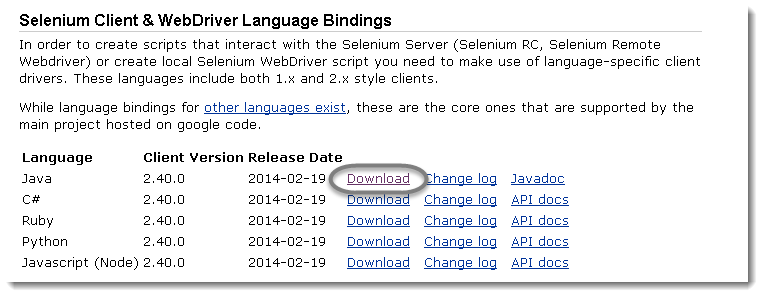 Selenium Client & WebDriver Language Bindings
In order to create scripts that interact with the Selenium Server (Selenium RC, Selenium Remote
Webdriver) or create local Selenium WebDriver script you need to make use of language-specific client
drivers. These languages include both 1.x and 2.x style clients.
While language bindings for other languages exist, these are the core ones that are supported by the
main project hosted on google code.
Language Client Version Release Date
Java 2.40.0 2014-02-19 Download Change log Javadoc
C# 2.40.0 2014-02-19 Download Change log API docs
Ruby 2.40.0 2014-02-19 Download Change log API docs
Python 2.40.0 2014-02-19 Download Change log API docs
Javascript (Node) 2.40.0 2014-02-19 Download Change log API docs